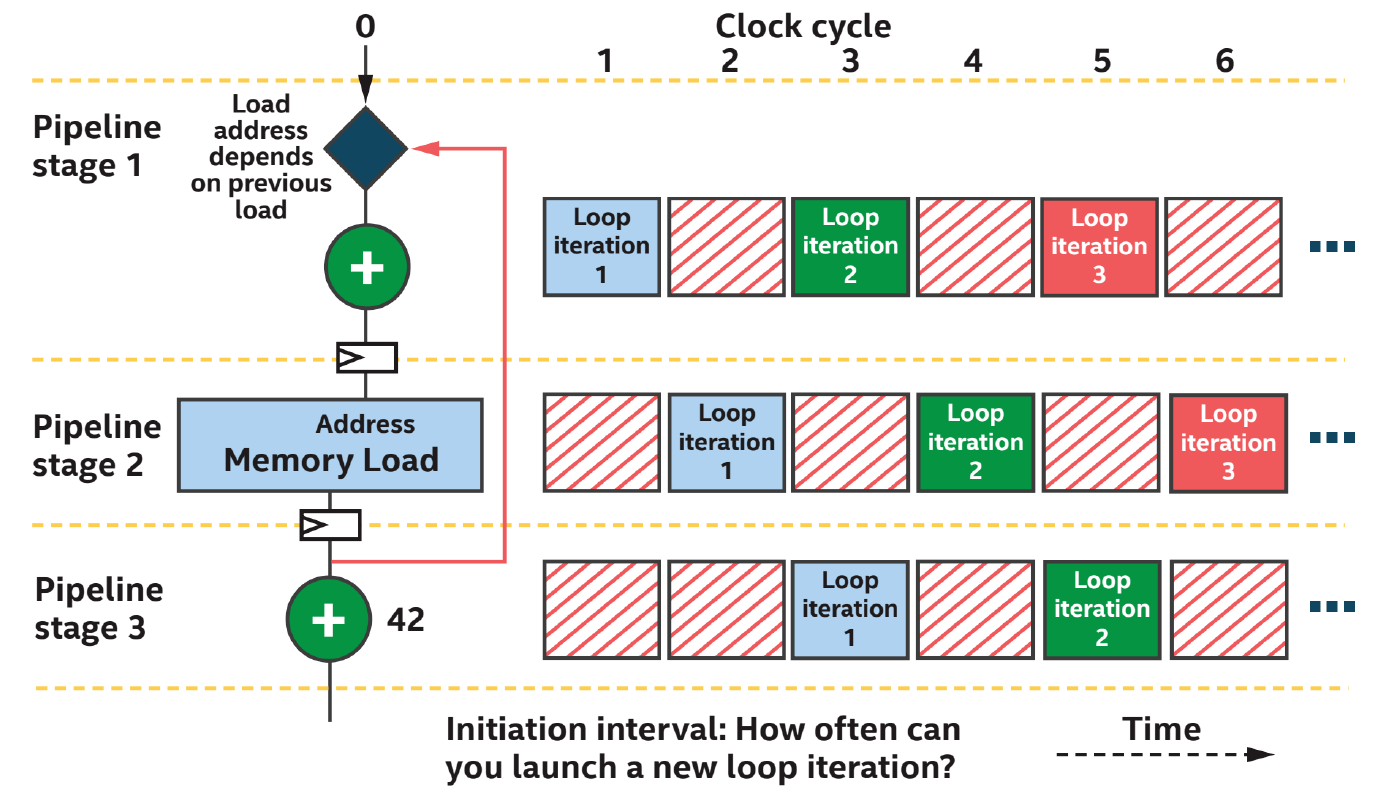 0
Clock cycle
1 2 3 4 5 6
Pipeline
stage 1
Load
address
depends
on previous
load
+
Loop
iteration
1
Loop
iteration
2
Loop
iteration
3
Pipeline
stage 2
Address
Memory Load
Loop
iteration
1
Loop
iteration
2
Loop
iteration
3
Pipeline
stage 3
+
42
Loop
iteration
1
Loop
iteration
2
Initiation interval: How often can
you launch a new loop iteration?
Time